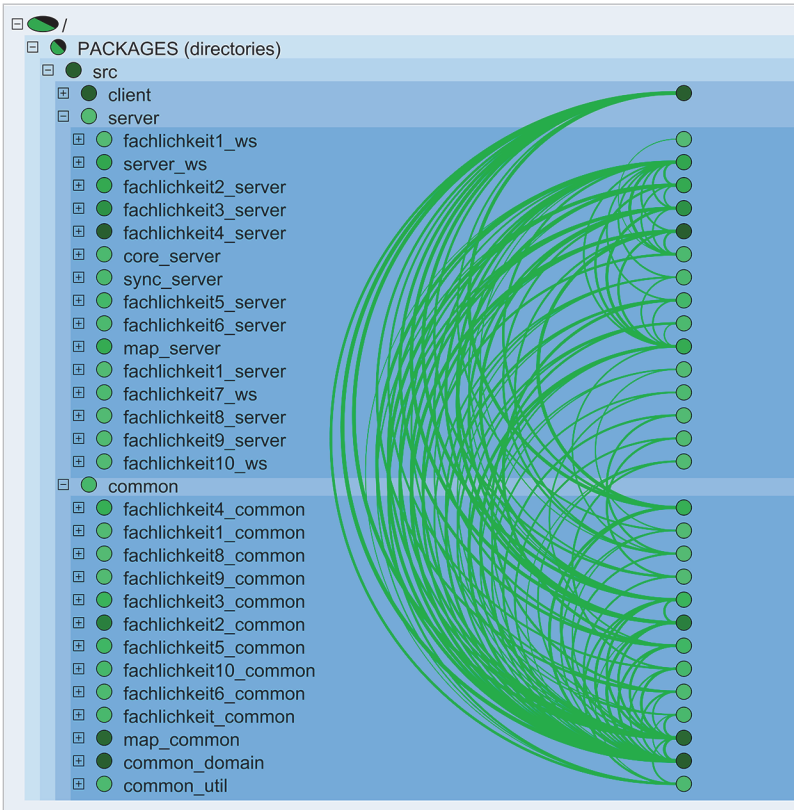 /
PACKAGES (directories)
src
client
server
fachlichkeit1_ws
server_ws
fachlichkeit2_server
fachlichkeit3_server
fachlichkeit4_server
core_server
sync_server
fachlichkeit5_server
fachlichkeit6_server
map_server
fachlichkeit1_server
fachlichkeit7_ws
fachlichkeit8_server
fachlichkeit9_server
fachlichkeit10_ws
common
fachlichkeit4_common
fachlichkeit1_common
fachlichkeit8_common
fachlichkeit9_common
fachlichkeit3_common
fachlichkeit2_common
fachlichkeit5_common
fachlichkeit10_common
fachlichkeit6_common
fachlichkeit_common
map_common
common_domain
common_util